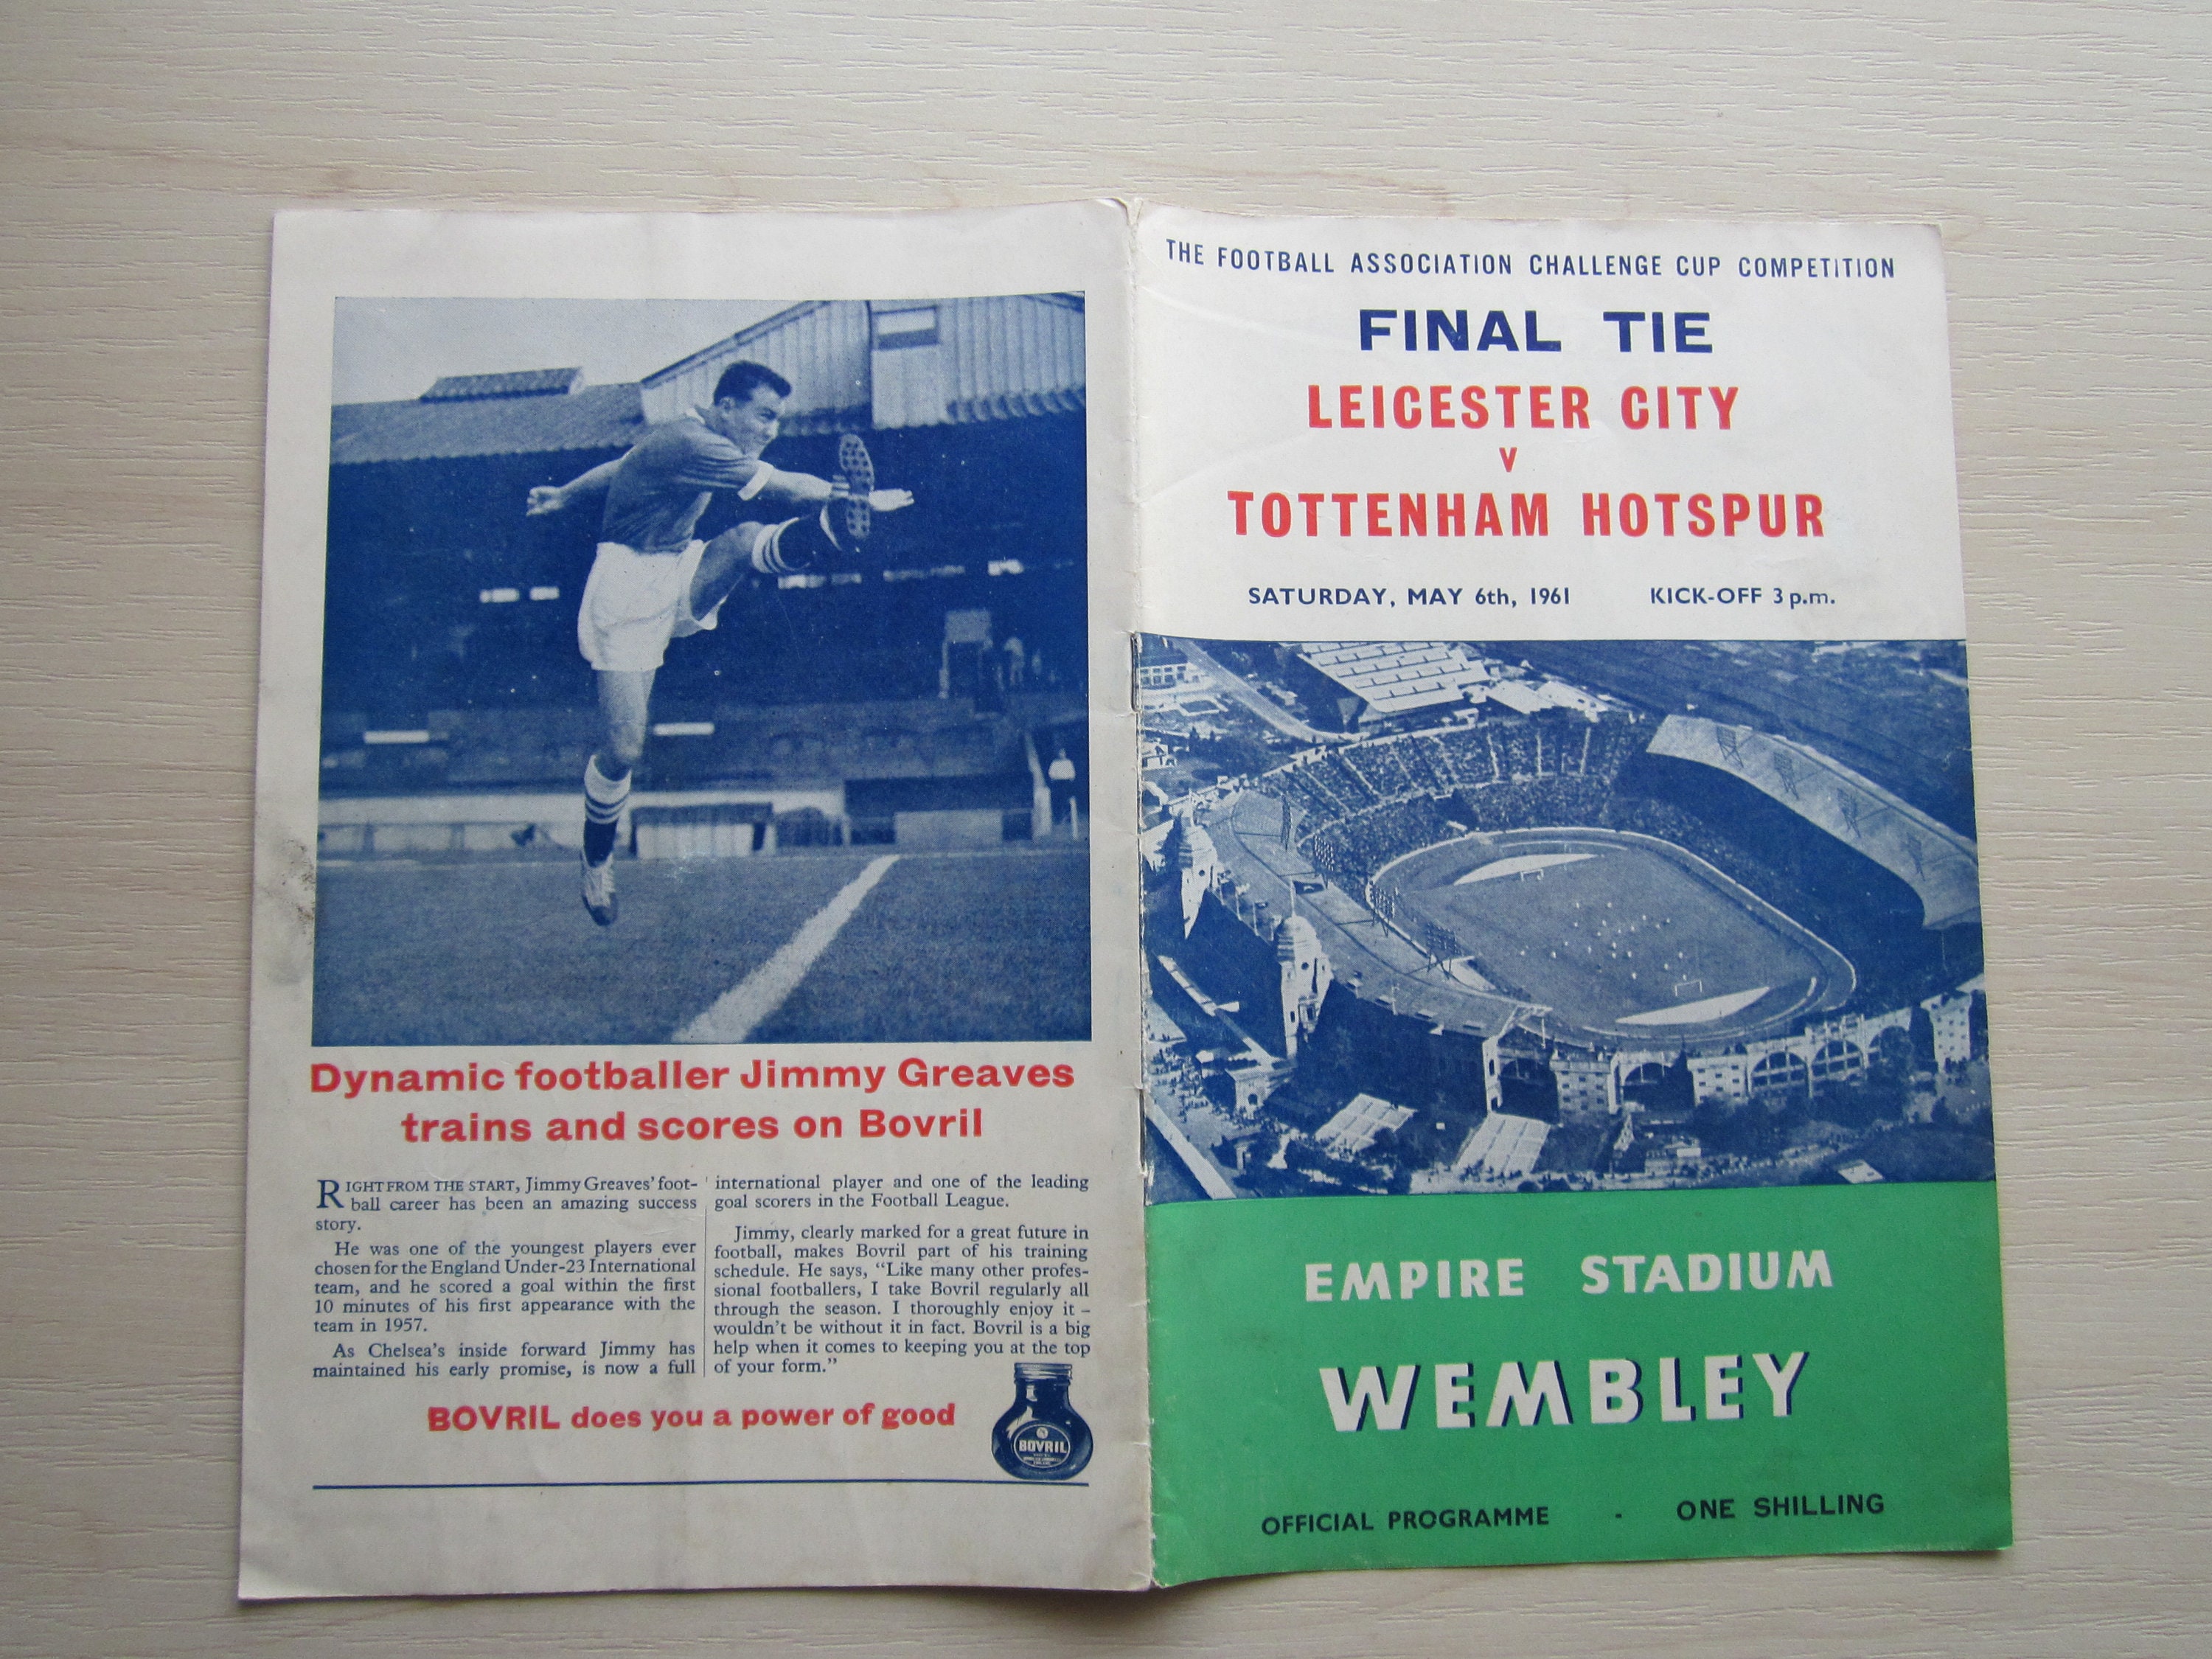 Dynamic footballer Jimmy Greaves
trains and scores on Bovril
RIGHT FROM THE START, Jimmy Greaves' foot-
ball career has been an amazing success
story.
He was one of the youngest players ever
chosen for the England Under-23 International
team, and he scored a goal within the first
10 minutes of his first appearance with the
team in 1957.
As Chelsea's inside forward Jimmy has
maintained his early promise, is now a full
international player and one of the leading
goal scorers in the Football League.
Jimmy, clearly marked for a great future in
football, makes Bovril part of his training
schedule. He says, "Like many other profes-
sional footballers, I take Bovril regularly all
through the season. I thoroughly enjoy it –
wouldn't be without it in fact. Bovril is a big
help when it comes to keeping you at the top
of your form."
BOVRIL does you a power of good
BOVRIL
THE FOOTBALL ASSOCIATION CHALLENGE CUP COMPETITION
FINAL TIE
LEICESTER CITY
V
TOTTENHAM HOTSPUR
SATURDAY, MAY 6th, 1961 KICK-OFF 3 p.m.
EMPIRE STADIUM
WEMBLEY
OFFICIAL PROGRAMME - ONE SHILLING